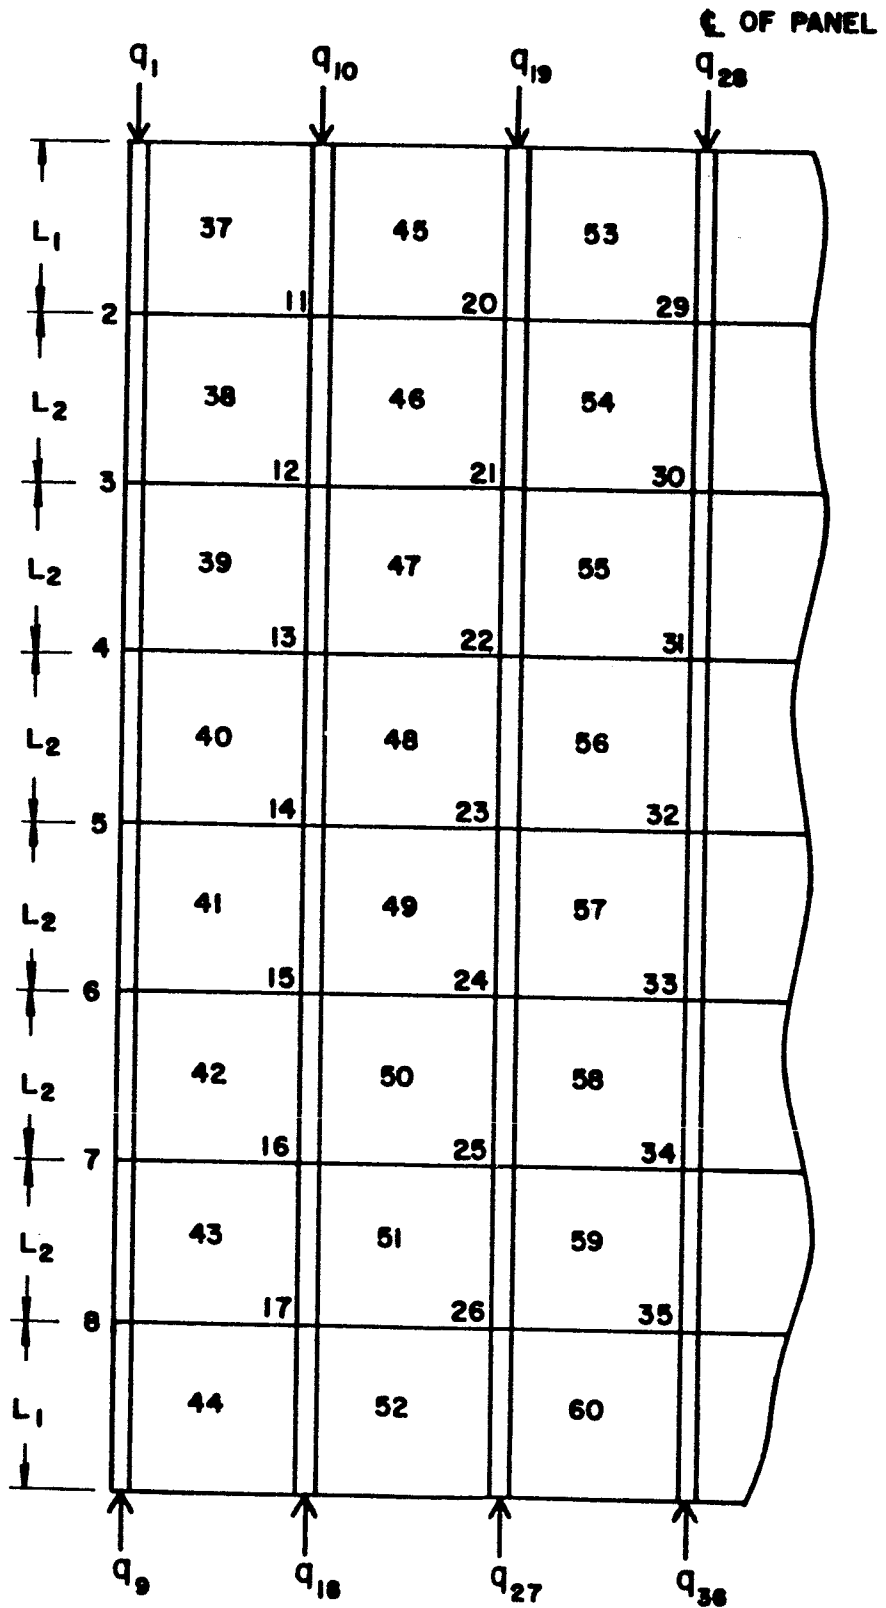 ℄ OF PANEL
q₁ q₁₀ q₁₉ q₂₈
L₁ 37 45 53
2 11 20 29
L₂ 38 46 54
3 12 21 30
L₂ 39 47 55
4 13 22 31
L₂ 40 48 56
5 14 23 32
L₂ 41 49 57
6 15 24 33
L₂ 42 50 58
7 16 25 34
L₂ 43 51 59
8 17 26 35
L₁ 44 52 60
q₉ q₁₈ q₂₇ q₃₆